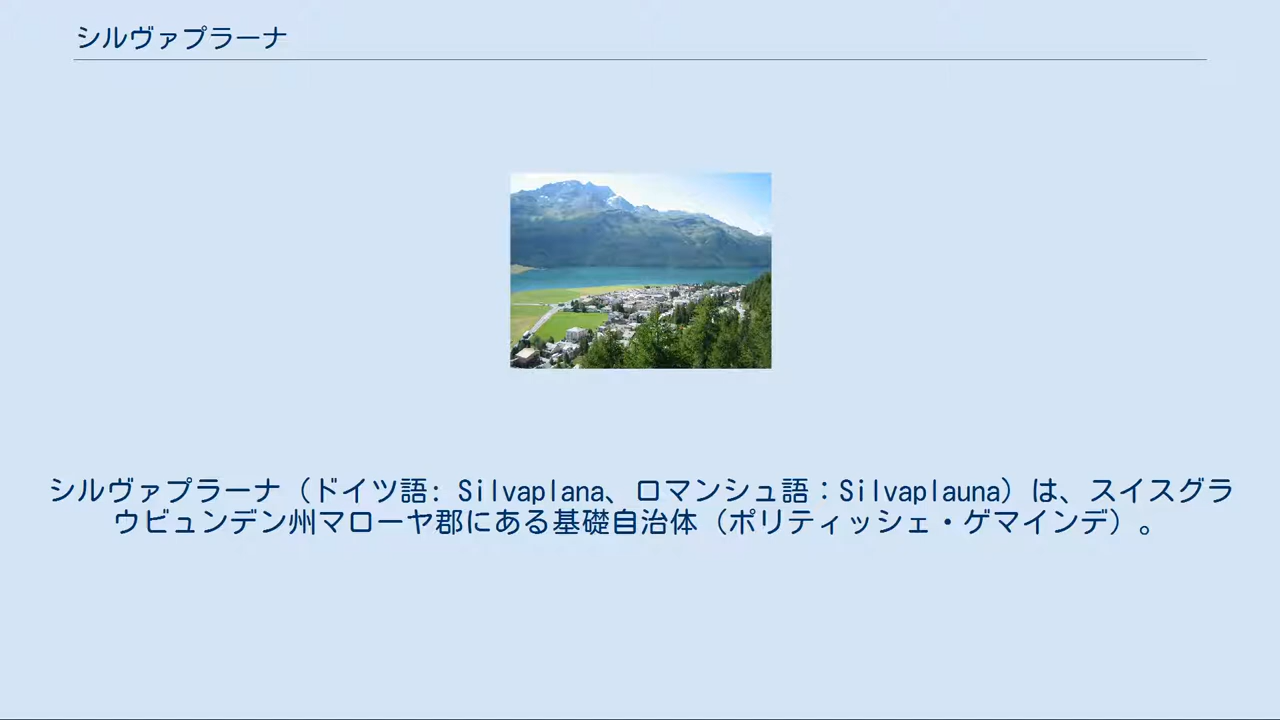 シルヴァプラーナ
シルヴァプラーナ（ドイツ語: Silvaplana、ロマンシュ語：Silvaplauna）は、スイスグラ
ウビュンデン州マローヤ郡にある基礎自治体（ポリティッシェ・ゲマインデ）。